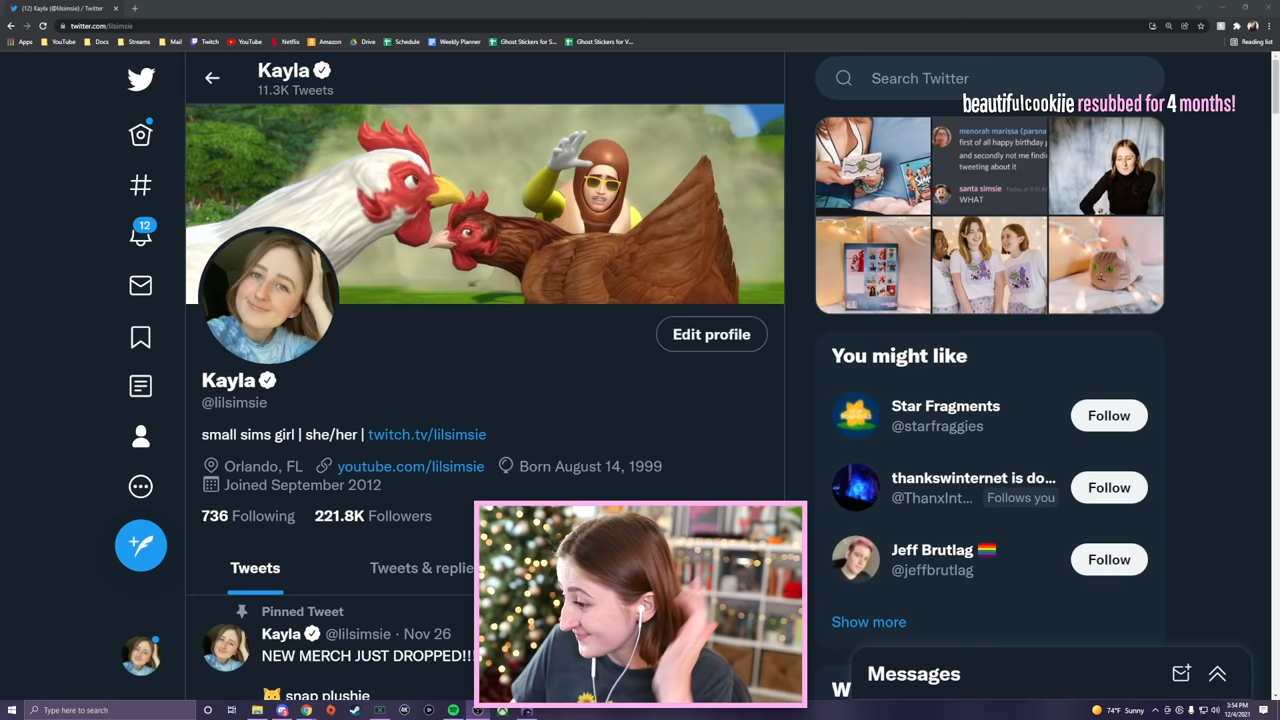 (12) Kayla (@lilsimsie) / Twitter
twitter.com/lilsimsie
Apps YouTube Docs Streams Mail Twitch YouTube Netflix Amazon Drive Schedule Weekly Planner Ghost Stickers for S... Ghost Stickers for V... Reading list
Kayla
11.3K Tweets
Search Twitter
beautifulcookiie resubbed for 4 months!
menorah marissa (parsna
first of all happy birthday
and secondly not me findi
tweeting about it
santa simsie Today at
WHAT
12
Edit profile
Kayla
@lilsimsie
small sims girl | she/her | twitch.tv/lilsimsie
Orlando, FL youtube.com/lilsimsie Born August 14, 1999
Joined September 2012
736 Following 221.8K Followers
Tweets Tweets & replie
Pinned Tweet
Kayla @lilsimsie · Nov 26
NEW MERCH JUST DROPPED!!
snap plushie
You might like
Star Fragments
@starfraggies
Follow
thankswinternet is do...
@ThanxInt... Follows you
Follow
Jeff Brutlag
@jeffbrutlag
Follow
Show more
W
Messages
Type here to search
74°F Sunny
3:54 PM
12/4/2021